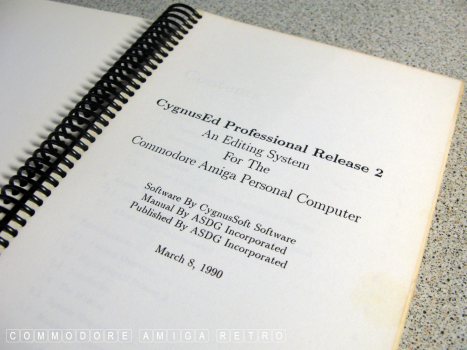 CygnusEd Professional Release 2
An Editing System
For The
Commodore Amiga Personal Computer
Software By CygnusSoft Software
Manual By ASDG Incorporated
Published By ASDG Incorporated
March 8, 1990
COMMODORE AMIGA RETRO